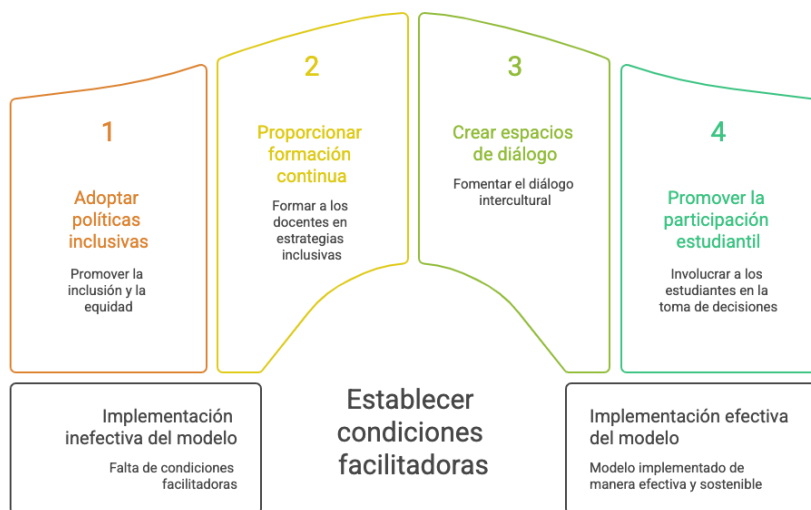 1
Adoptar
políticas
inclusivas
Promover la
inclusión y la
equidad
2
Proporcionar
formación
continua
Formar a los
docentes en
estrategias
inclusivas
3
Crear espacios
de diálogo
Fomentar el diálogo
intercultural
4
Promover la
participación
estudiantil
Involucrar a los
estudiantes en la
toma de decisiones
Implementación
inefectiva del modelo
Falta de condiciones
facilitadoras
Establecer
condiciones
facilitadoras
Implementación efectiva
del modelo
Modelo implementado de
manera efectiva y sostenible